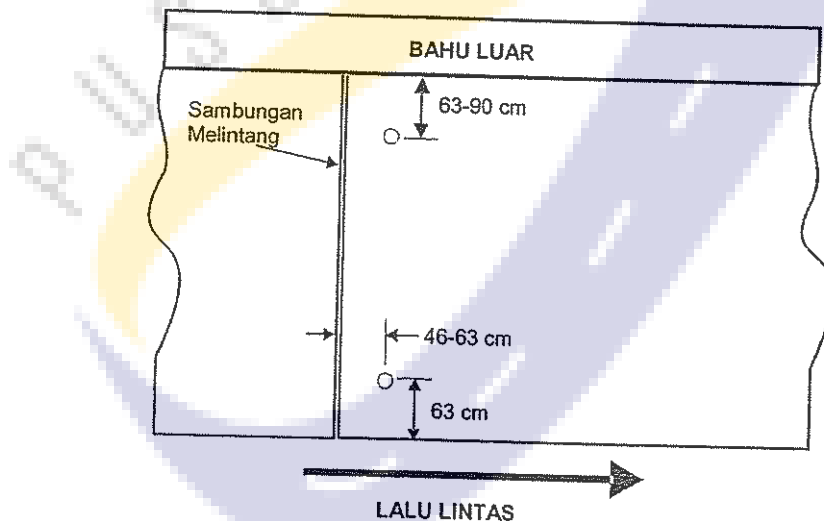 BAHU LUAR
Sambungan
Melintang
63-90 cm
46-63 cm
63 cm
LALU LINTAS